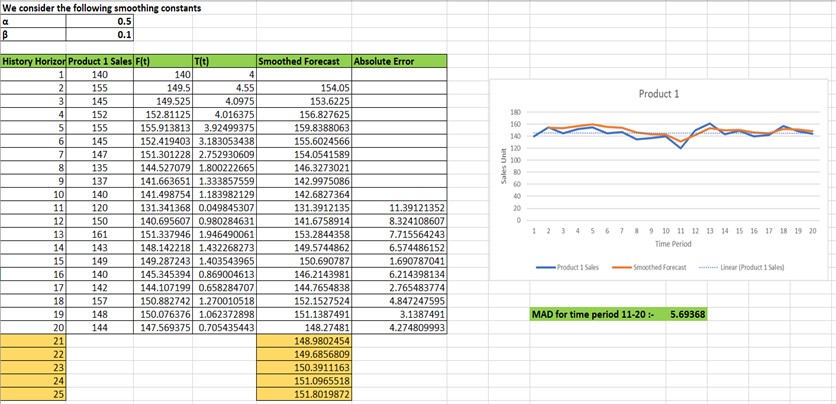 We consider the following smoothing constants
α 0.5
β 0.1
History Horizor Product 1 Sales F(t) T(t) Smoothed Forecast Absolute Error
1 140 140 4
2 155 149.5 4.55 154.05
3 145 149.525 4.0975 153.6225
4 152 152.81125 4.016375 156.827625
5 155 155.913813 3.92499375 159.8388063
6 145 152.419403 3.183053438 155.6024566
7 147 151.301228 2.752930609 154.0541589
8 135 144.527079 1.800222665 146.3273021
9 137 141.663651 1.333857559 142.9975086
10 140 141.498754 1.183982129 142.6827364
11 120 131.341368 0.049845307 131.3912135 11.39121352
12 150 140.695607 0.980284631 141.6758914 8.324108607
13 161 151.337946 1.946490061 153.2844358 7.715564243
14 143 148.142218 1.432268273 149.5744862 6.574486152
15 149 149.287243 1.403543965 150.690787 1.690787041
16 140 145.345394 0.869004613 146.2143981 6.214398134
17 142 144.107199 0.658284707 144.7654838 2.765483774
18 157 150.882742 1.270010518 152.1527524 4.847247595
19 148 150.076376 1.062372898 151.1387491 3.1387491
20 144 147.569375 0.705435443 148.27481 4.274809993
21 148.9802454
22 149.6856809
23 150.3911163
24 151.0965518
25 151.8019872
Product 1
180
160
140
120
100
80
60
40
20
0
Sales Unit
1 2 3 4 5 6 7 8 9 10 11 12 13 14 15 16 17 18 19 20
Time Period
Product 1 Sales Smoothed Forecast Linear (Product 1 Sales)
MAD for time period 11-20 :- 5.69368